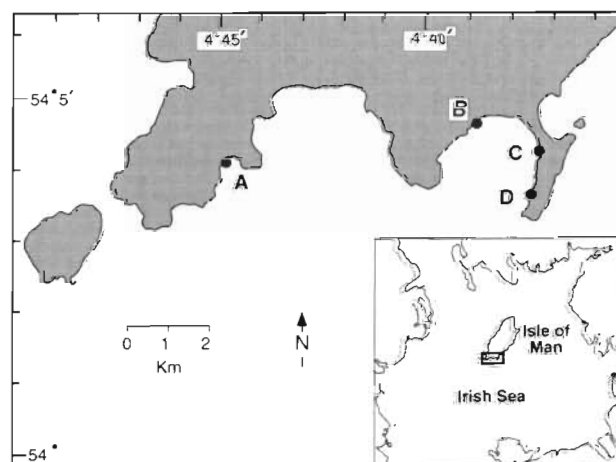 4°45′ 4°40′
54°5′
B
C
A
D
0 1 2
Km
N
Isle of
Man
Irish Sea
54°